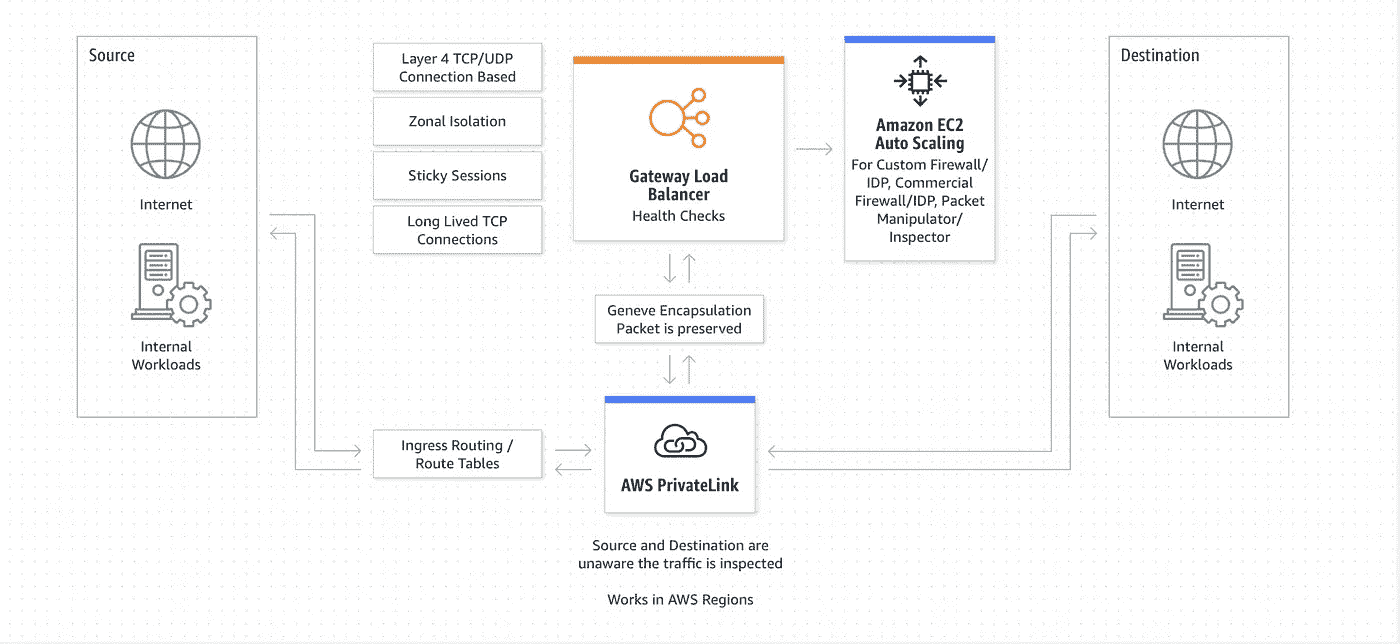 Source
Internet
Internal
Workloads
Layer 4 TCP/UDP
Connection Based
Zonal Isolation
Sticky Sessions
Long Lived TCP
Connections
Gateway Load
Balancer
Health Checks
Amazon EC2
Auto Scaling
For Custom Firewall/
IDP, Commercial
Firewall/IDP, Packet
Manipulator/
Inspector
Destination
Internet
Internal
Workloads
Geneve Encapsulation
Packet is preserved
Ingress Routing /
Route Tables
AWS PrivateLink
Source and Destination are
unaware the traffic is inspected
Works in AWS Regions